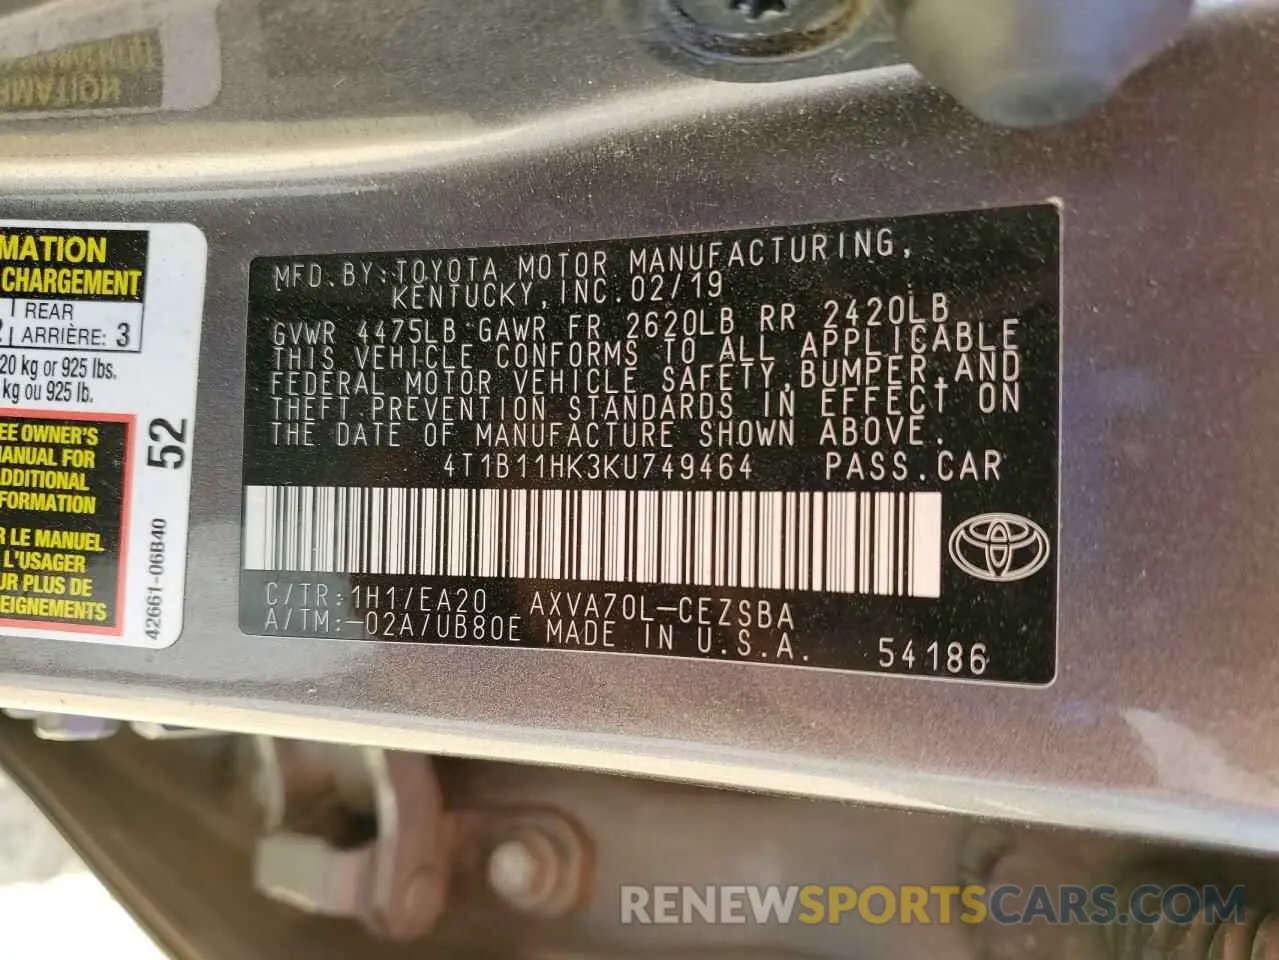 MATION
CHARGEMENT
REAR
ARRIÈRE: 3
20 kg or 925 lbs.
kg ou 925 lb.
EE OWNER'S
ANUAL FOR
DDITIONAL
FORMATION
R LE MANUEL
L'USAGER
UR PLUS DE
EIGNEMENTS
52
42661-06B40
MFD. BY: TOYOTA MOTOR MANUFACTURING,
KENTUCKY, INC. 02/19
GVWR 4475LB GAWR FR 2620LB RR 2420LB
THIS VEHICLE CONFORMS TO ALL APPLICABLE
FEDERAL MOTOR VEHICLE SAFETY, BUMPER, AND
THEFT PREVENTION STANDARDS IN EFFECT ON
THE DATE OF MANUFACTURE SHOWN ABOVE.
4T1B11HK3KU749464 PASS.CAR
C/TR: 1H1/EA20 AXVA70L-CEZSBA
A/TM: -02A/UB80E MADE IN U.S.A. 54186
RENEWSPORTSCARS.COM